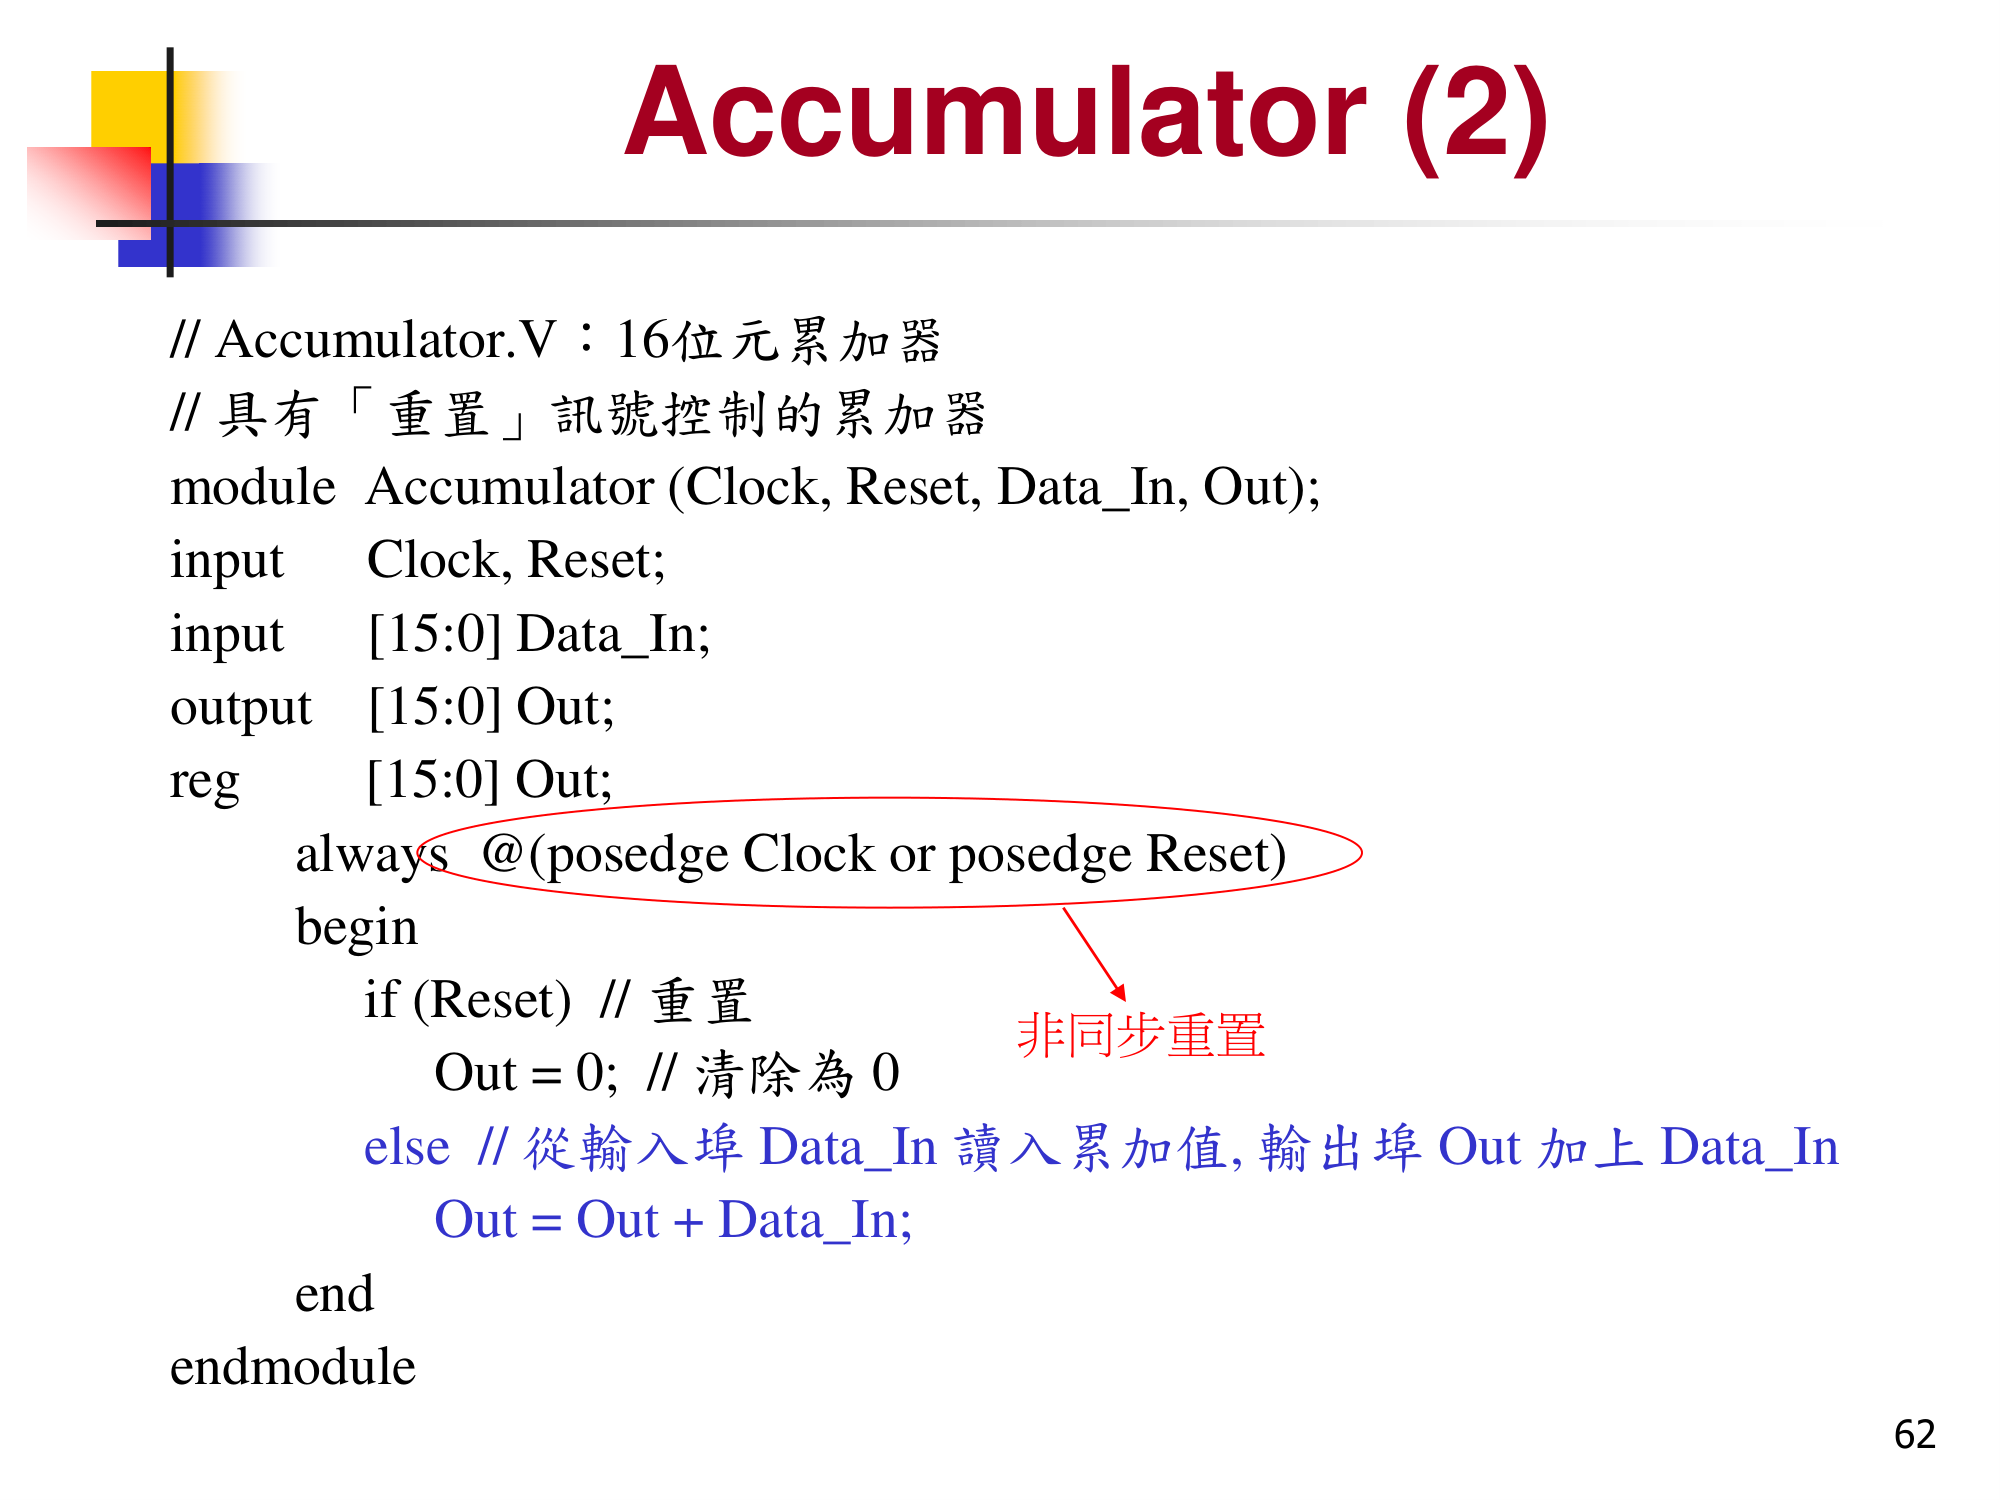 Accumulator (2)
// Accumulator.V：16位元累加器
// 具有「重置」訊號控制的累加器
module Accumulator (Clock, Reset, Data_In, Out);
input Clock, Reset;
input [15:0] Data_In;
output [15:0] Out;
reg [15:0] Out;
always @(posedge Clock or posedge Reset)
begin
if (Reset) // 重置
非同步重置
Out = 0; // 清除為 0
else // 從輸入埠 Data_In 讀入累加值, 輸出埠 Out 加上 Data_In
Out = Out + Data_In;
end
endmodule
62